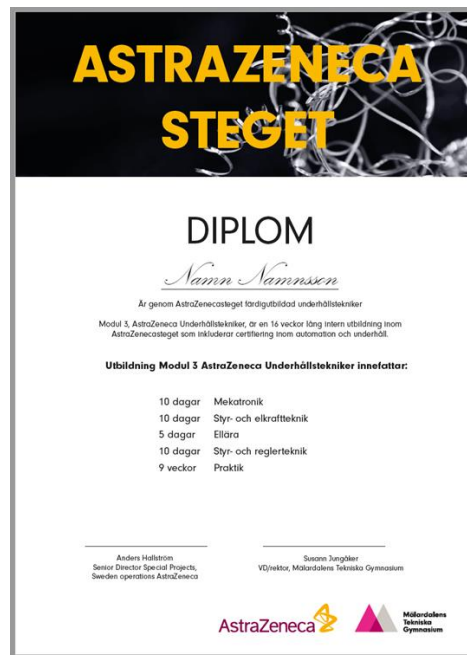 ASTRAZENECA
STEGET
DIPLOM
Namn Namnsson
Är genom AstraZenecasteget färdigutbildad underhållstekniker
Modul 3, AstraZeneca Underhållstekniker, är en 16 veckor lång intern utbildning inom
AstraZenecasteget som inkluderar certifiering inom automation och underhåll.
Utbildning Modul 3 AstraZeneca Underhållstekniker innefattar:
10 dagar Mekatronik
10 dagar Styr- och elkraftteknik
5 dagar Ellära
10 dagar Styr- och reglerteknik
9 veckor Praktik
Anders Hallström
Senior Director Special Projects,
Sweden operations AstraZeneca
Susann Jungåker
VD/rektor, Mälardalens Tekniska Gymnasium
AstraZeneca
Mälardalens
Tekniska
Gymnasium